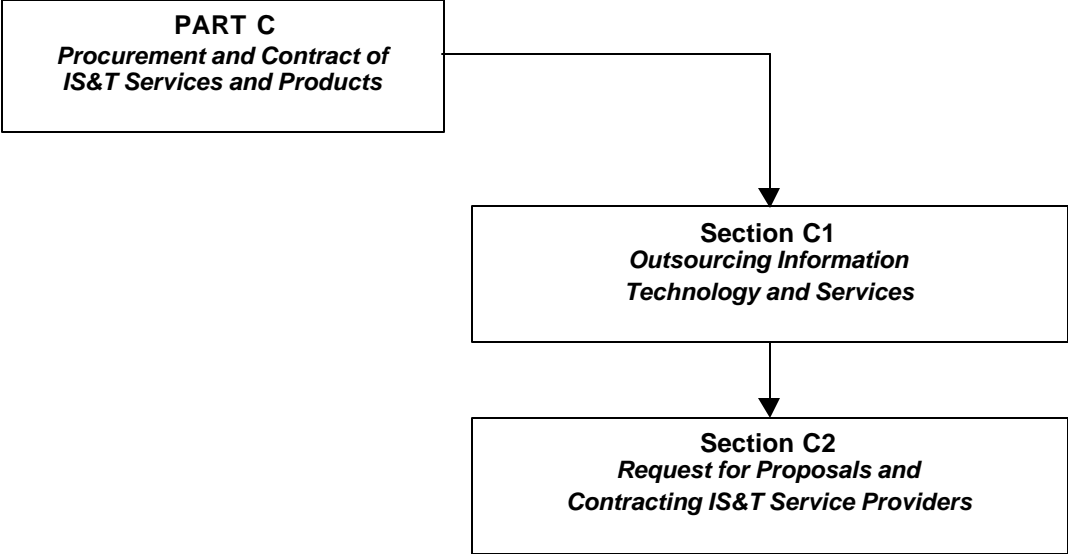 PART C
Procurement and Contract of
IS&T Services and Products
Section C1
Outsourcing Information
Technology and Services
Section C2
Request for Proposals and
Contracting IS&T Service Providers